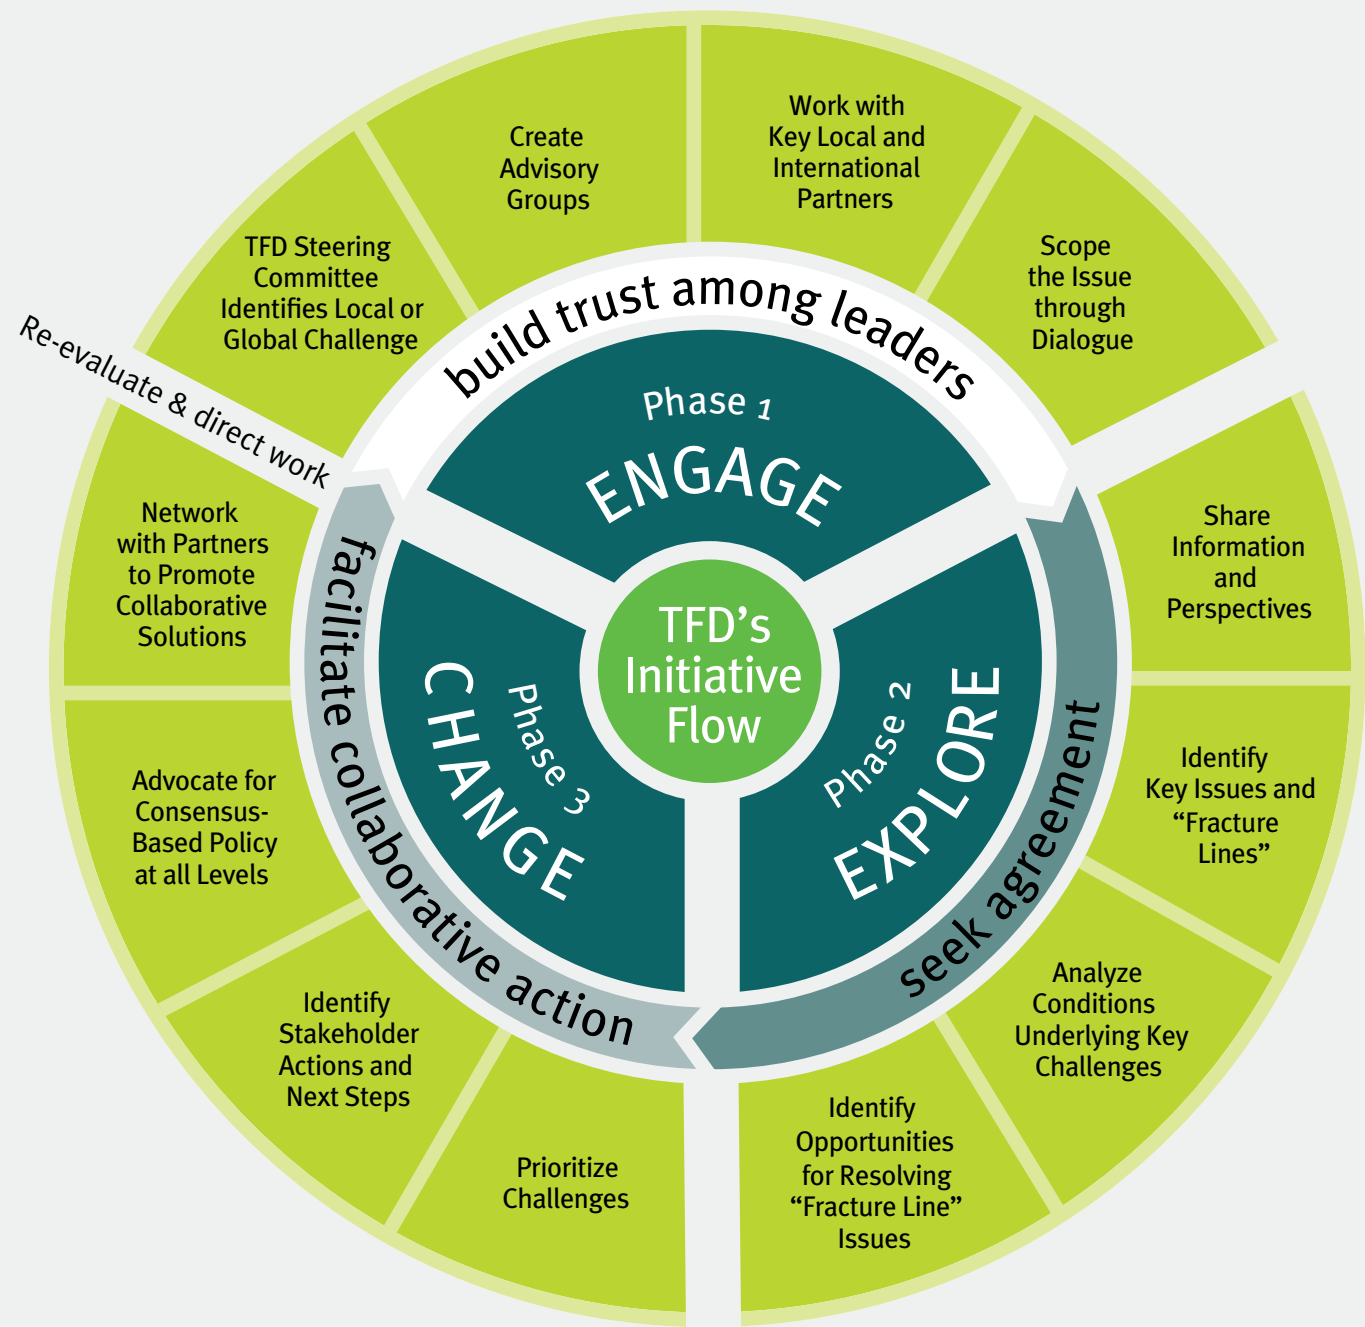 TFD's
Initiative
Flow
Phase 1
ENGAGE
build trust among leaders
TFD Steering
Committee
Identifies Local or
Global Challenge
Create
Advisory
Groups
Work with
Key Local and
International
Partners
Scope
the Issue
through
Dialogue
Phase 2
EXPLORE
seek agreement
Share
Information
and
Perspectives
Identify
Key Issues and
“Fracture
Lines”
Analyze
Conditions
Underlying Key
Challenges
Identify
Opportunities
for Resolving
“Fracture Line”
Issues
Phase 3
CHANGE
facilitate collaborative action
Prioritize
Challenges
Identify
Stakeholder
Actions and
Next Steps
Advocate for
Consensus-
Based Policy
at all Levels
Network
with Partners
to Promote
Collaborative
Solutions
Re-evaluate & direct work